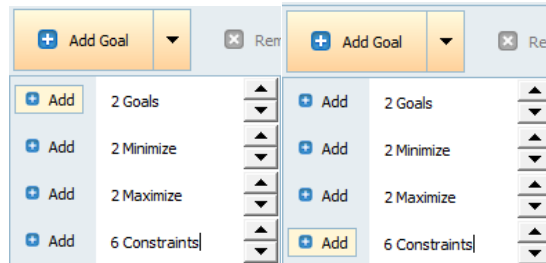 Add Goal
Rem
Add 2 Goals
Add 2 Minimize
Add 2 Maximize
Add 6 Constraints
Add Goal
Re
Add 2 Goals
Add 2 Minimize
Add 2 Maximize
Add 6 Constraints